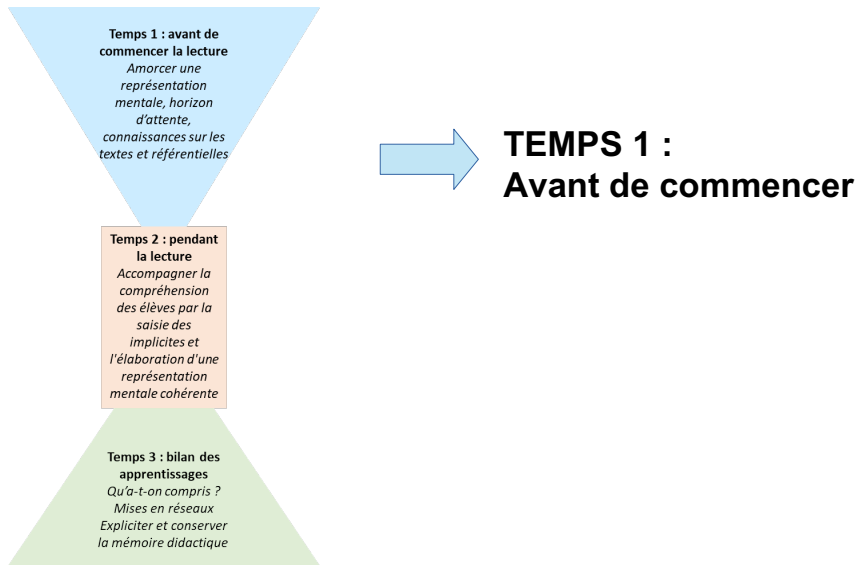 Temps 1 : avant de
commencer la lecture
Amorcer une
représentation
mentale, horizon
d'attente,
connaissances sur les
textes et référentielles
TEMPS 1 :
Avant de commencer
Temps 2 : pendant
la lecture
Accompagner la
compréhension
des élèves par la
saisie des
implicites et
l'élaboration d'une
représentation
mentale cohérente
Temps 3 : bilan des
apprentissages
Qu'a-t-on compris ?
Mises en réseaux
Expliciter et conserver
la mémoire didactique